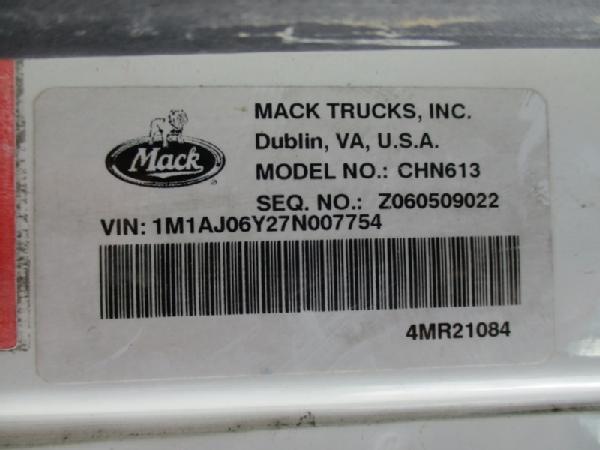 Mack
MACK TRUCKS, INC.
Dublin, VA, U.S.A.
MODEL NO.: CHN613
SEQ. NO.: Z060509022
VIN: 1M1AJ06Y27N007754
4MR21084